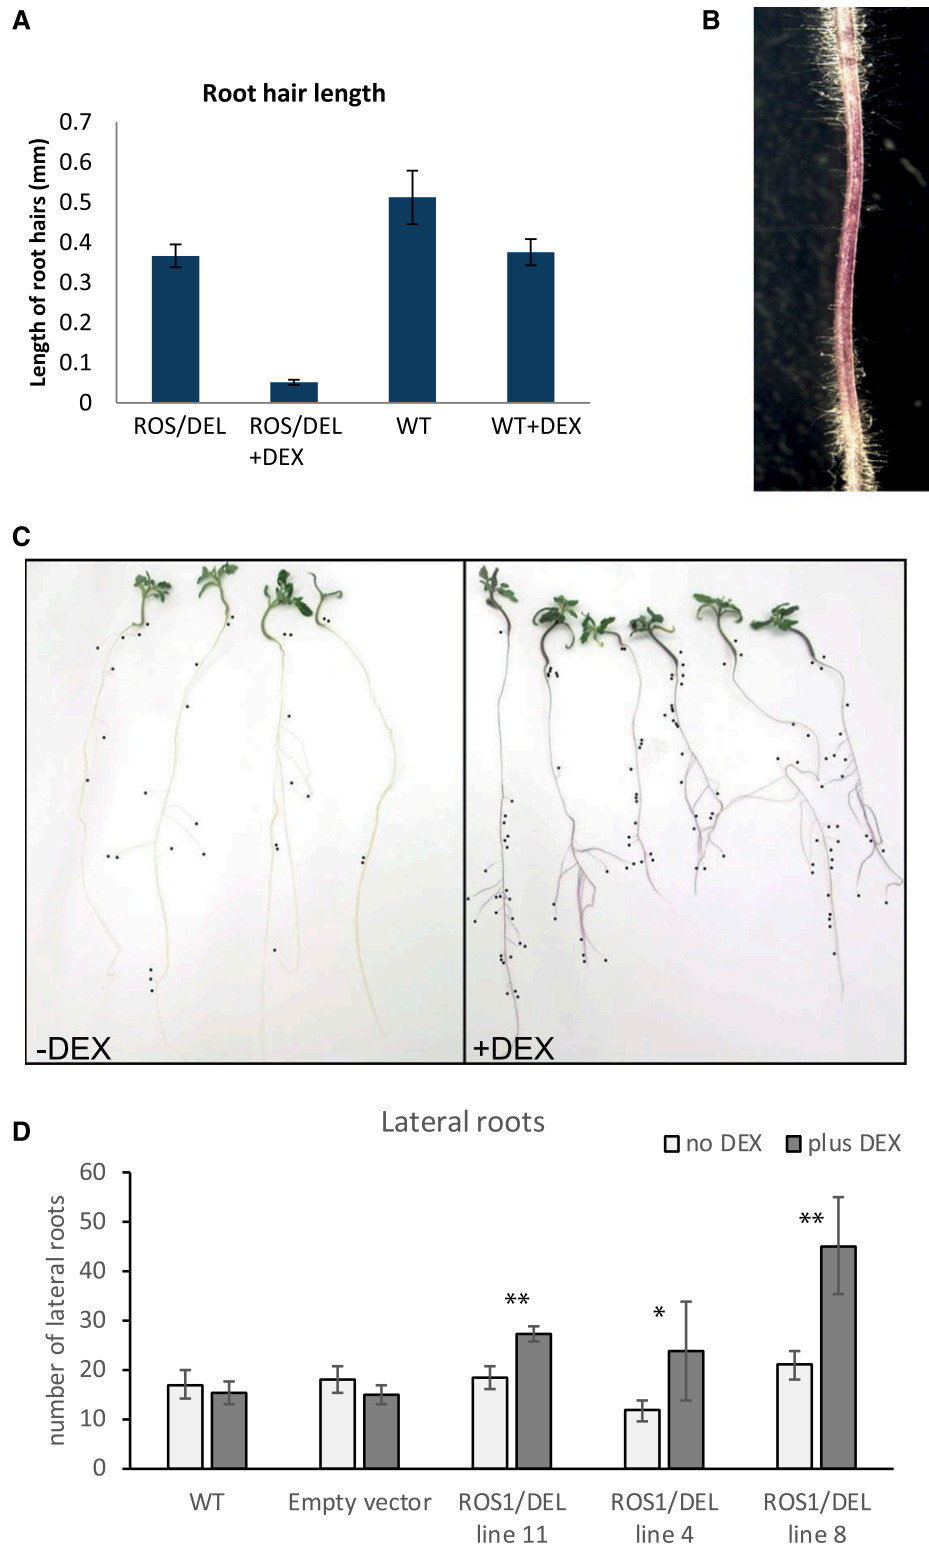 A
B
Root hair length
Length of root hairs (mm)
0.7
0.6
0.5
0.4
0.3
0.2
0.1
0
ROS/DEL
ROS/DEL
+DEX
WT
WT+DEX
C
-DEX
+DEX
D
Lateral roots
no DEX
plus DEX
number of lateral roots
60
50
40
30
20
10
0
**
*
**
WT
Empty vector
ROS1/DEL
line 11
ROS1/DEL
line 4
ROS1/DEL
line 8